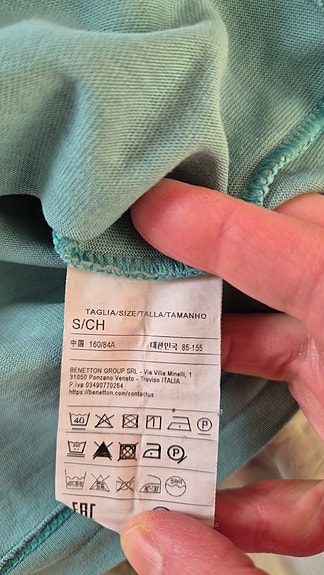 TAGLIA/SIZE/TALLA/TAMANHO
S/CH
中国 160/84A 대한민국 85-155
BENETTON GROUP SRL - Via Villa Minelli, 1
31050 Ponzano Veneto - Treviso ITALIA
P.iva 03490770264
https://benetton.com/contactus
40 P
P
EAC